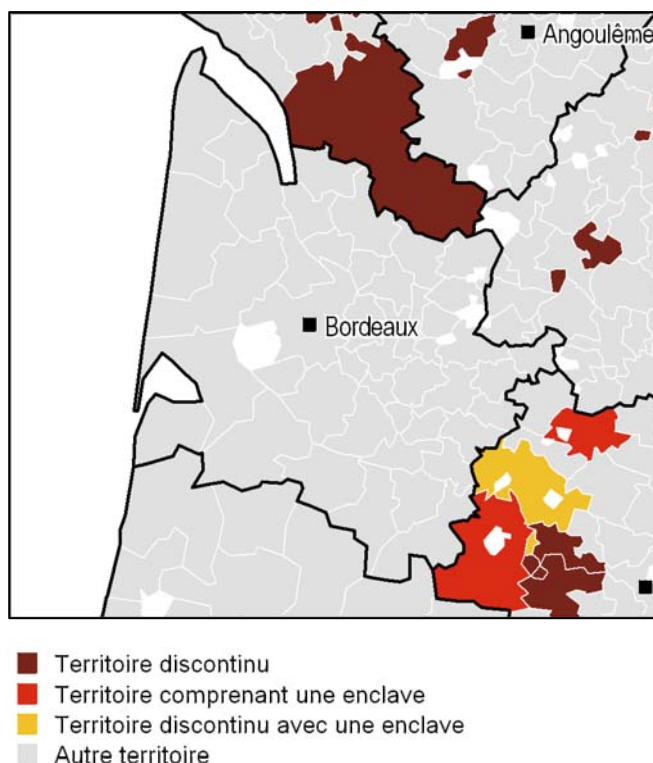 Angoulême
Bordeaux
Territoire discontinu
Territoire comprenant une enclave
Territoire discontinu avec une enclave
Autre territoire